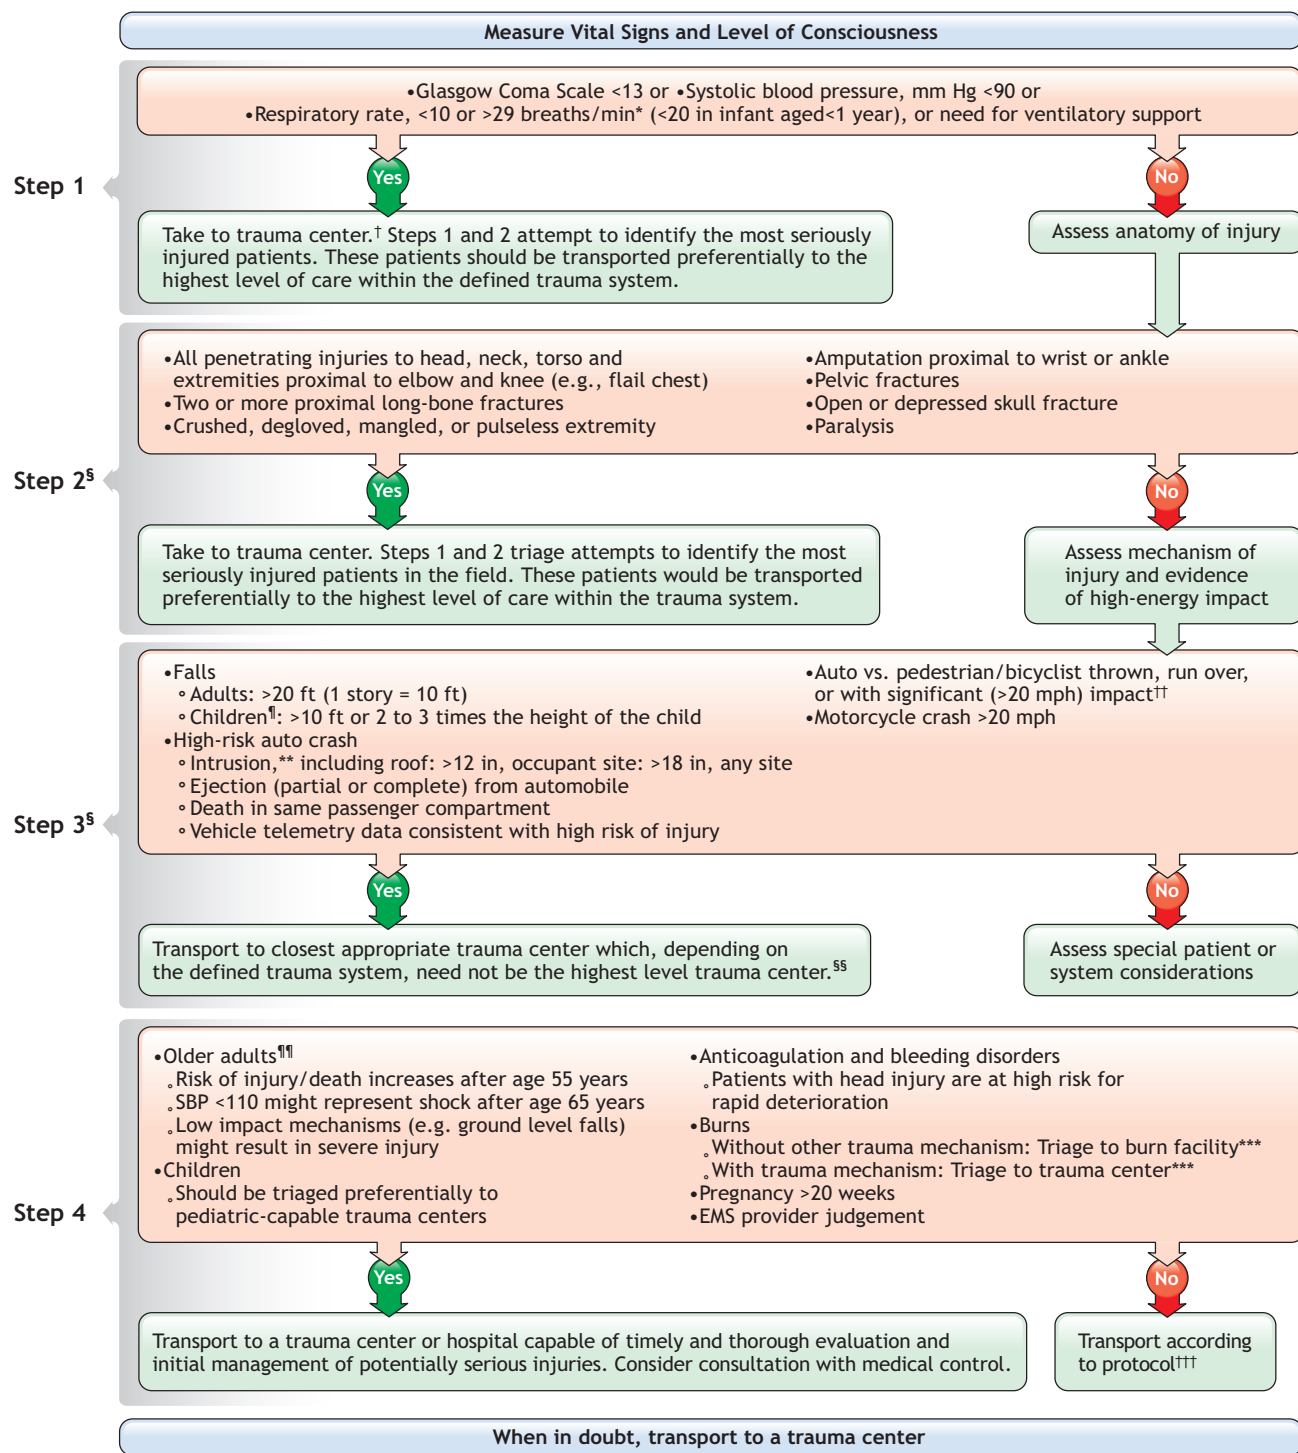 Measure Vital Signs and Level of Consciousness
Step 1
•Glasgow Coma Scale <13 or •Systolic blood pressure, mm Hg <90 or
•Respiratory rate, <10 or >29 breaths/min* (<20 in infant aged<1 year), or need for ventilatory support
Yes
No
Take to trauma center.† Steps 1 and 2 attempt to identify the most seriously
injured patients. These patients should be transported preferentially to the
highest level of care within the defined trauma system.
Assess anatomy of injury
Step 2§
•All penetrating injuries to head, neck, torso and
extremities proximal to elbow and knee (e.g., flail chest)
•Two or more proximal long-bone fractures
•Crushed, degloved, mangled, or pulseless extremity
•Amputation proximal to wrist or ankle
•Pelvic fractures
•Open or depressed skull fracture
•Paralysis
Yes
No
Take to trauma center. Steps 1 and 2 triage attempts to identify the most
seriously injured patients in the field. These patients would be transported
preferentially to the highest level of care within the trauma system.
Assess mechanism of
injury and evidence
of high-energy impact
Step 3§
•Falls
◦Adults: >20 ft (1 story = 10 ft)
◦Children¶: >10 ft or 2 to 3 times the height of the child
•High-risk auto crash
◦Intrusion,** including roof: >12 in, occupant site: >18 in, any site
◦Ejection (partial or complete) from automobile
◦Death in same passenger compartment
◦Vehicle telemetry data consistent with high risk of injury
•Auto vs. pedestrian/bicyclist thrown, run over,
or with significant (>20 mph) impact††
•Motorcycle crash >20 mph
Yes
No
Transport to closest appropriate trauma center which, depending on
the defined trauma system, need not be the highest level trauma center.§§
Assess special patient or
system considerations
Step 4
•Older adults¶¶
◦Risk of injury/death increases after age 55 years
◦SBP <110 might represent shock after age 65 years
◦Low impact mechanisms (e.g. ground level falls)
might result in severe injury
•Children
◦Should be triaged preferentially to
pediatric-capable trauma centers
•Anticoagulation and bleeding disorders
◦Patients with head injury are at high risk for
rapid deterioration
•Burns
◦Without other trauma mechanism: Triage to burn facility***
◦With trauma mechanism: Triage to trauma center***
•Pregnancy >20 weeks
•EMS provider judgement
Yes
No
Transport to a trauma center or hospital capable of timely and thorough evaluation and
initial management of potentially serious injuries. Consider consultation with medical control.
Transport according
to protocol†††
When in doubt, transport to a trauma center